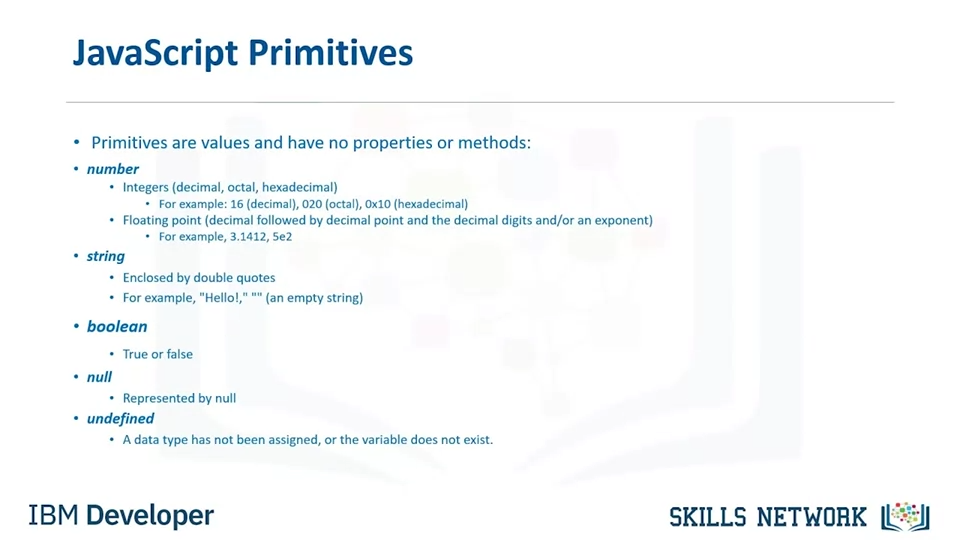 JavaScript Primitives
• Primitives are values and have no properties or methods:
• number
• Integers (decimal, octal, hexadecimal)
• For example: 16 (decimal), 020 (octal), 0x10 (hexadecimal)
• Floating point (decimal followed by decimal point and the decimal digits and/or an exponent)
• For example, 3.1412, 5e2
• string
• Enclosed by double quotes
• For example, "Hello!," "" (an empty string)
• boolean
• True or false
• null
• Represented by null
• undefined
• A data type has not been assigned, or the variable does not exist.
IBM Developer
SKILLS NETWORK